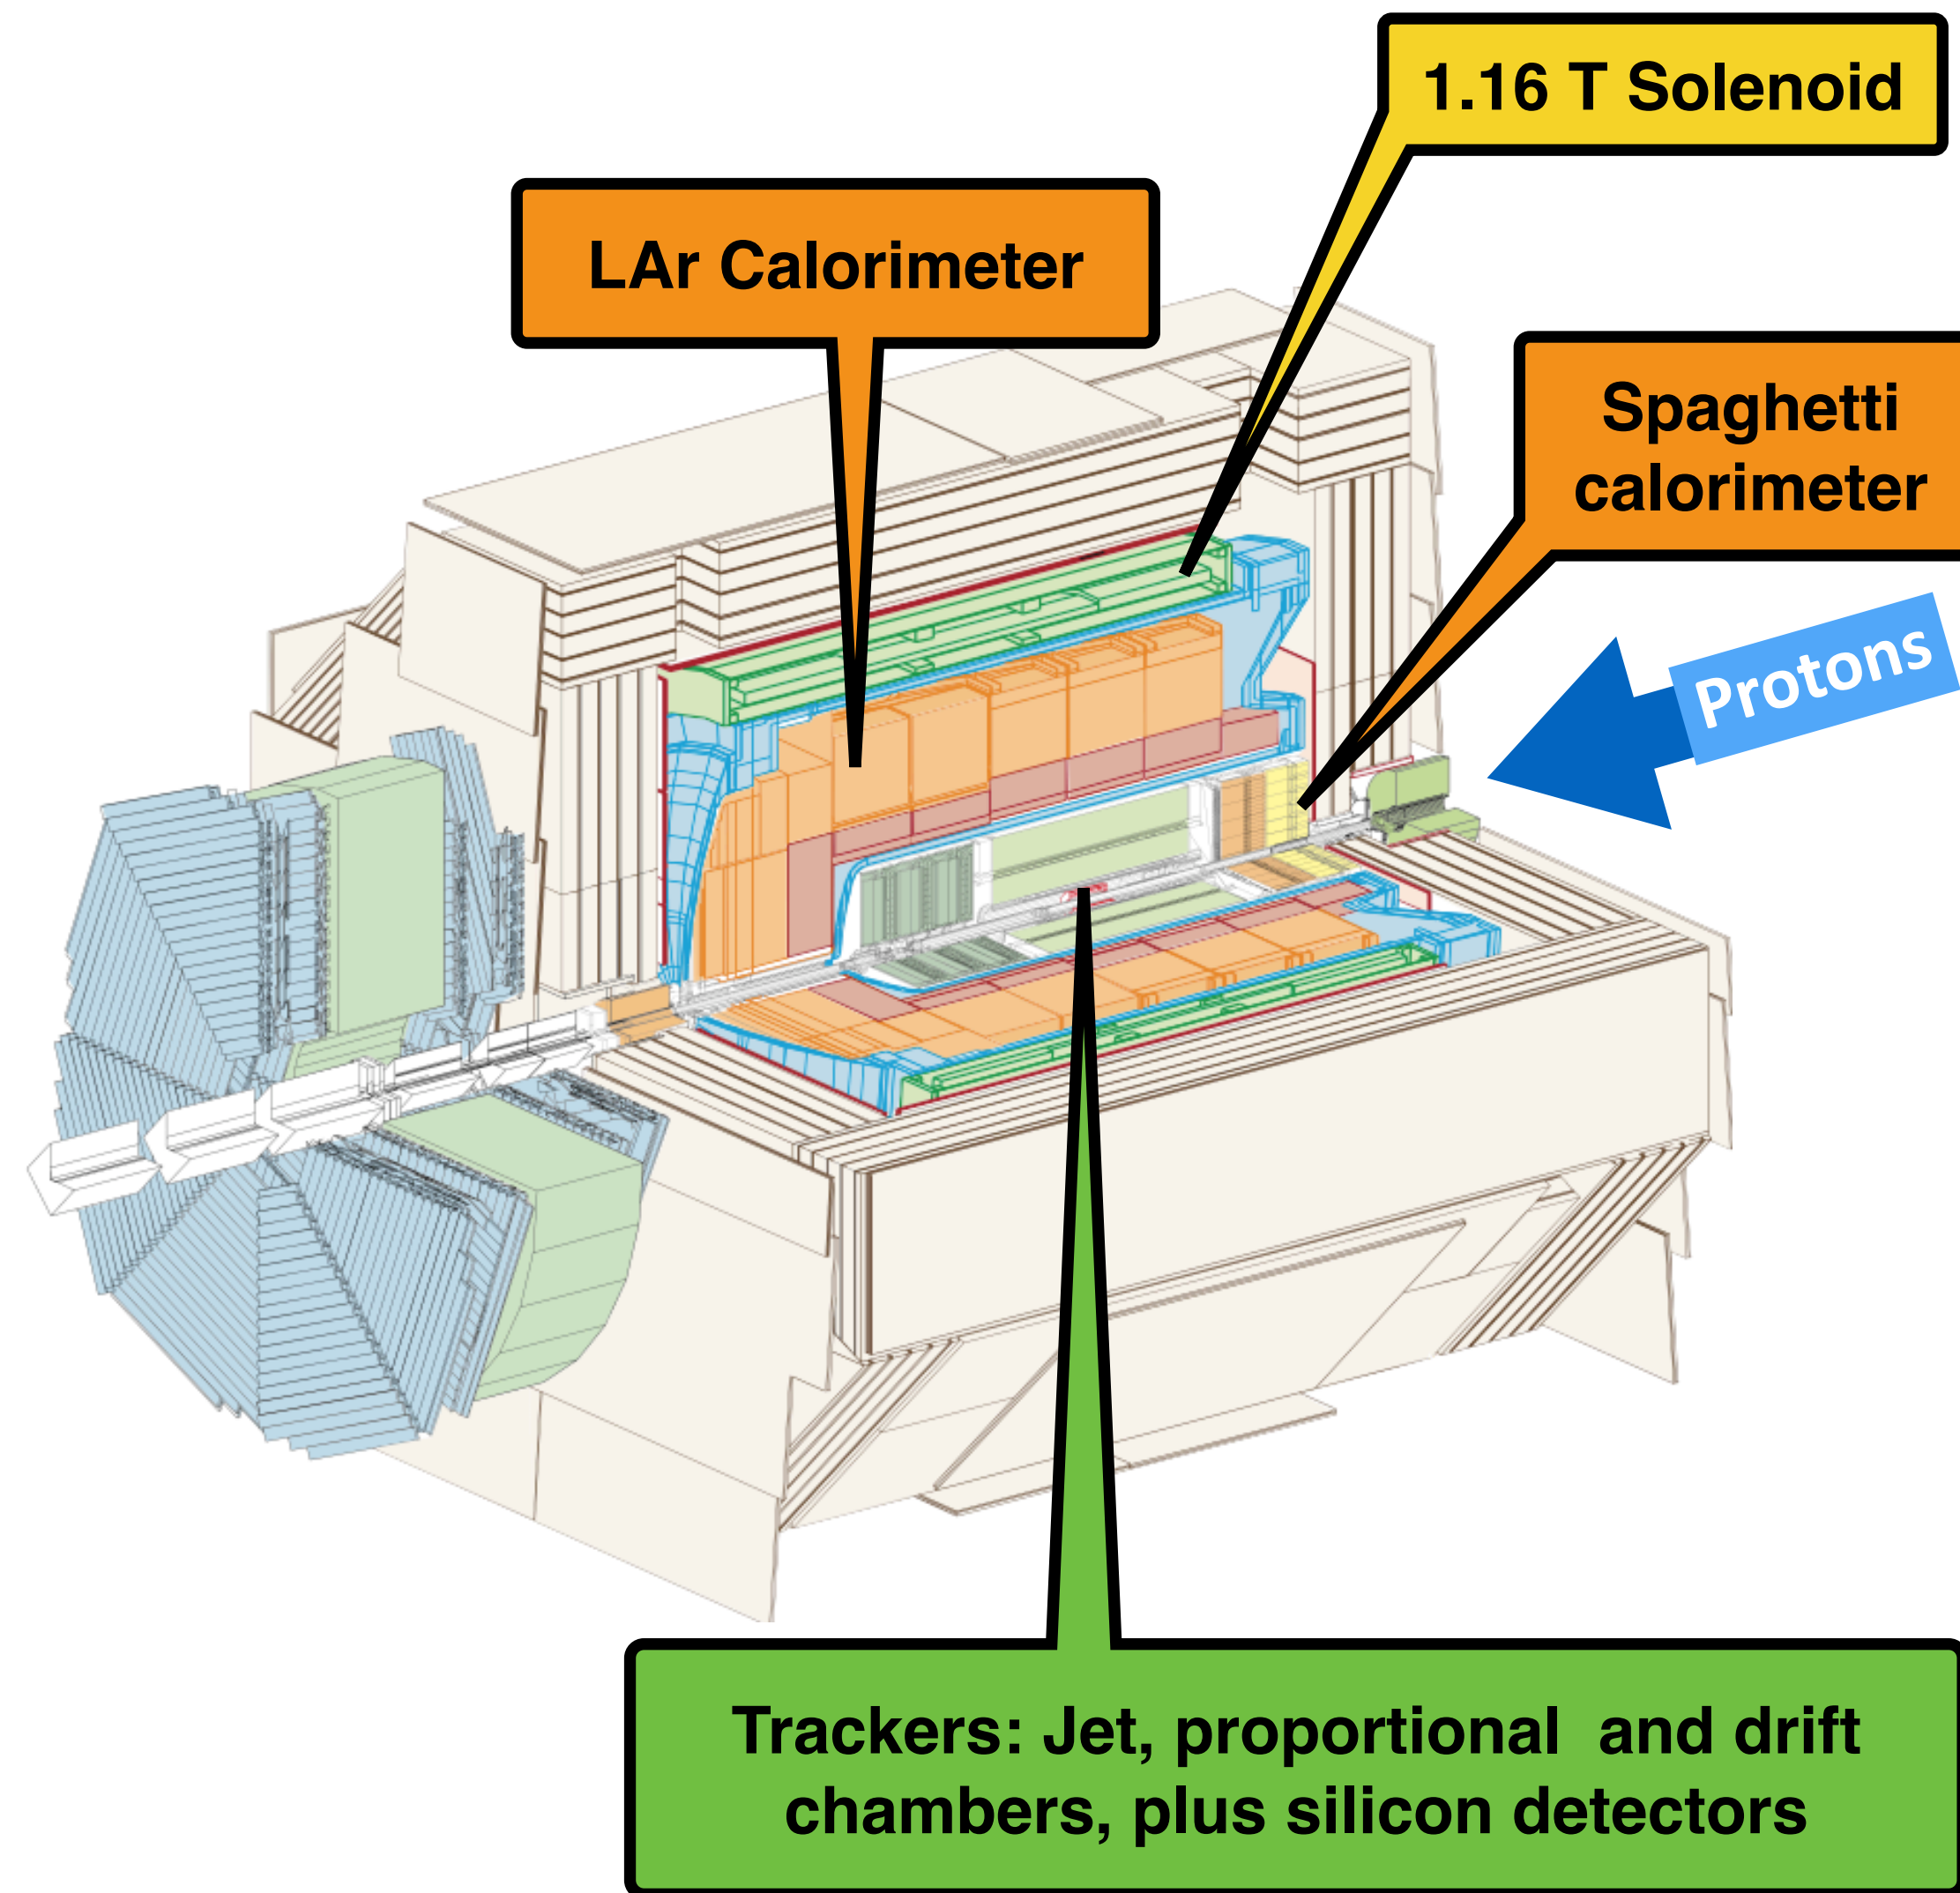 1.16 T Solenoid
LAr Calorimeter
Spaghetti
calorimeter
Protons
Trackers: Jet, proportional  and drift
chambers, plus silicon detectors